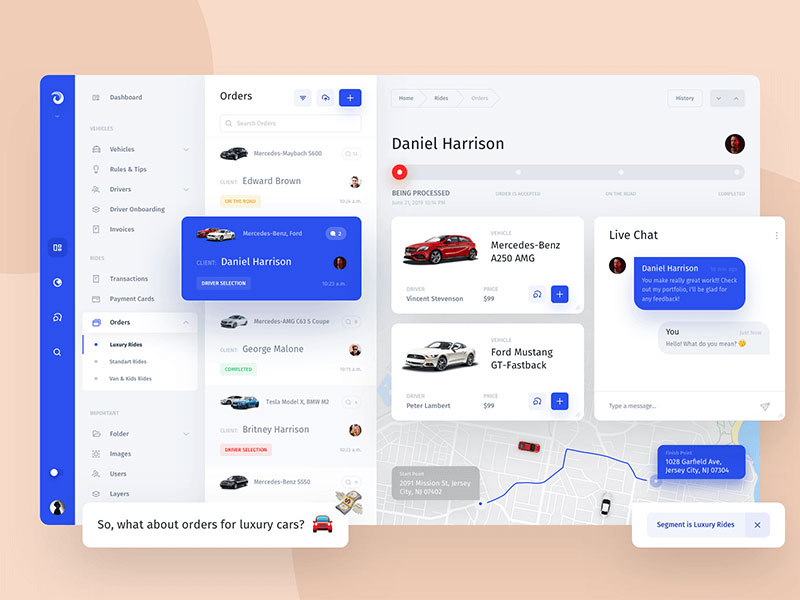 Dashboard
VEHICLES
Vehicles
Rules & Tips
Drivers
Driver Onboarding
Invoices
RIDES
Transactions
Payment Cards
Orders
Luxury Rides
Standart Rides
Van & Kids Rides
IMPORTANT
Folder
Images
Users
Layers
Orders
Search Orders
Mercedes-Maybach S600
CLIENT: Edward Brown
ON THE ROAD
10:24 a.m.
Mercedes-Benz, Ford
2
CLIENT: Daniel Harrison
DRIVER SELECTION
10:23 a.m.
Mercedes-AMG C63 S Coupe
CLIENT: George Malone
COMPLETED
Tesla Model X, BMW M2
CLIENT: Britney Harrison
DRIVER SELECTION
Mercedes-Benz S550
So, what about orders for luxury cars?
Home
Rides
Orders
History
Daniel Harrison
BEING PROCESSED
June 21, 2019 10:14 PM
ORDER IS ACCEPTED
ON THE ROAD
COMPLETED
VEHICLE
Mercedes-Benz
A250 AMG
DRIVER
Vincent Stevenson
PRICE
$99
VEHICLE
Ford Mustang
GT-Fastback
DRIVER
Peter Lambert
PRICE
$99
Live Chat
Daniel Harrison
You make really great work!!! Check
out my portfolio, I'll be glad for
any feedback!
You
Just Now
Hello! What do you mean?
Type a message...
Start Point
2091 Mission St, Jersey
City, NJ 07402
Finish Point
1028 Garfield Ave,
Jersey City, NJ 07304
Segment is Luxury Rides